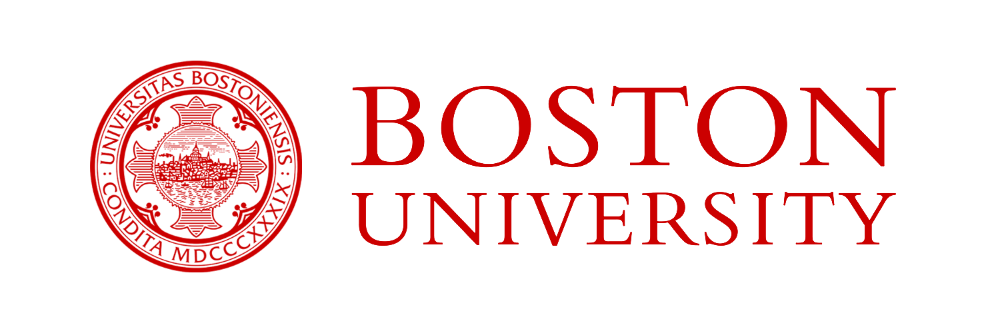 : UNIVERSITAS BOSTONIENSIS :
CONDITA MDCCCXXXIX
BOSTON
UNIVERSITY